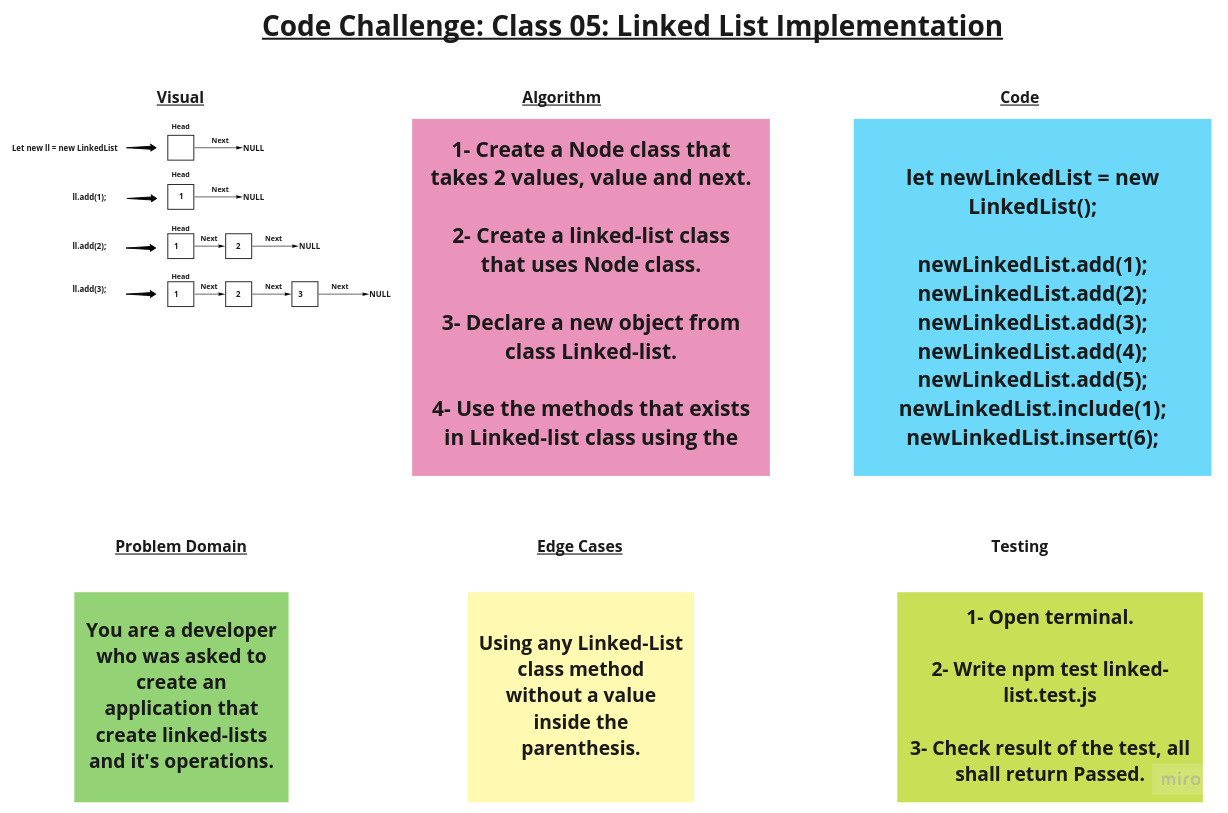 Code Challenge: Class 05: Linked List Implementation
Visual
Head
Let new ll = new LinkedList
Next
NULL
Head
ll.add(1);
1
Next
NULL
Head
ll.add(2);
1
Next
2
Next
NULL
Head
ll.add(3);
1
Next
2
Next
3
Next
NULL
Algorithm
1- Create a Node class that
takes 2 values, value and next.
2- Create a linked-list class
that uses Node class.
3- Declare a new object from
class Linked-list.
4- Use the methods that exists
in Linked-list class using the
Code
let newLinkedList = new
LinkedList();
newLinkedList.add(1);
newLinkedList.add(2);
newLinkedList.add(3);
newLinkedList.add(4);
newLinkedList.add(5);
newLinkedList.include(1);
newLinkedList.insert(6);
Problem Domain
You are a developer
who was asked to
create an
application that
create linked-lists
and it's operations.
Edge Cases
Using any Linked-List
class method
without a value
inside the
parenthesis.
Testing
1- Open terminal.
2- Write npm test linked-
list.test.js
3- Check result of the test, all
shall return Passed.
miro